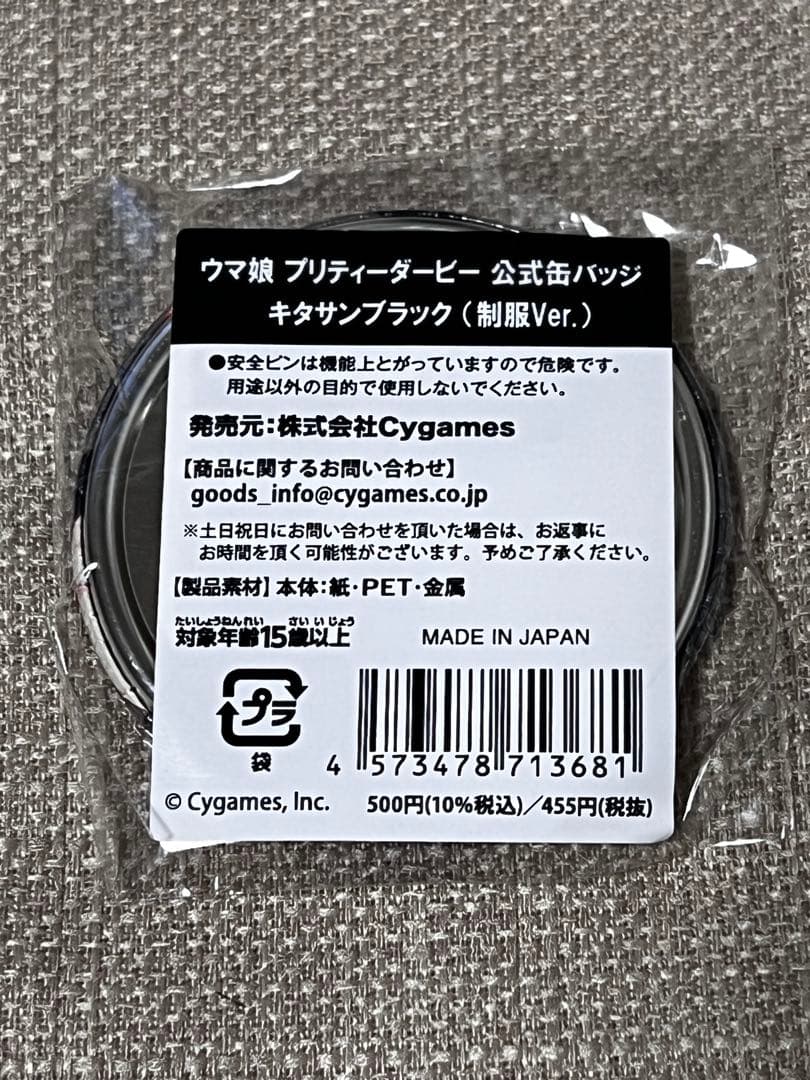 ウマ娘 プリティーダービー 公式缶バッジ
キタサンブラック（制服Ver.）
●安全ピンは機能上とがっていますので危険です。
用途以外の目的で使用しないでください。
発売元：株式会社Cygames
【商品に関するお問い合わせ】
goods_info@cygames.co.jp
※土日祝日にお問い合わせを頂いた場合は、お返事に
お時間を頂く可能性がございます。予めご了承ください。
【製品素材】本体：紙・PET・金属
たいしょうねんれい さいいじょう
対象年齢15歳以上 MADE IN JAPAN
プラ
袋
4 573478 713681
© Cygames, Inc. 500円(10%税込)／455円(税抜)